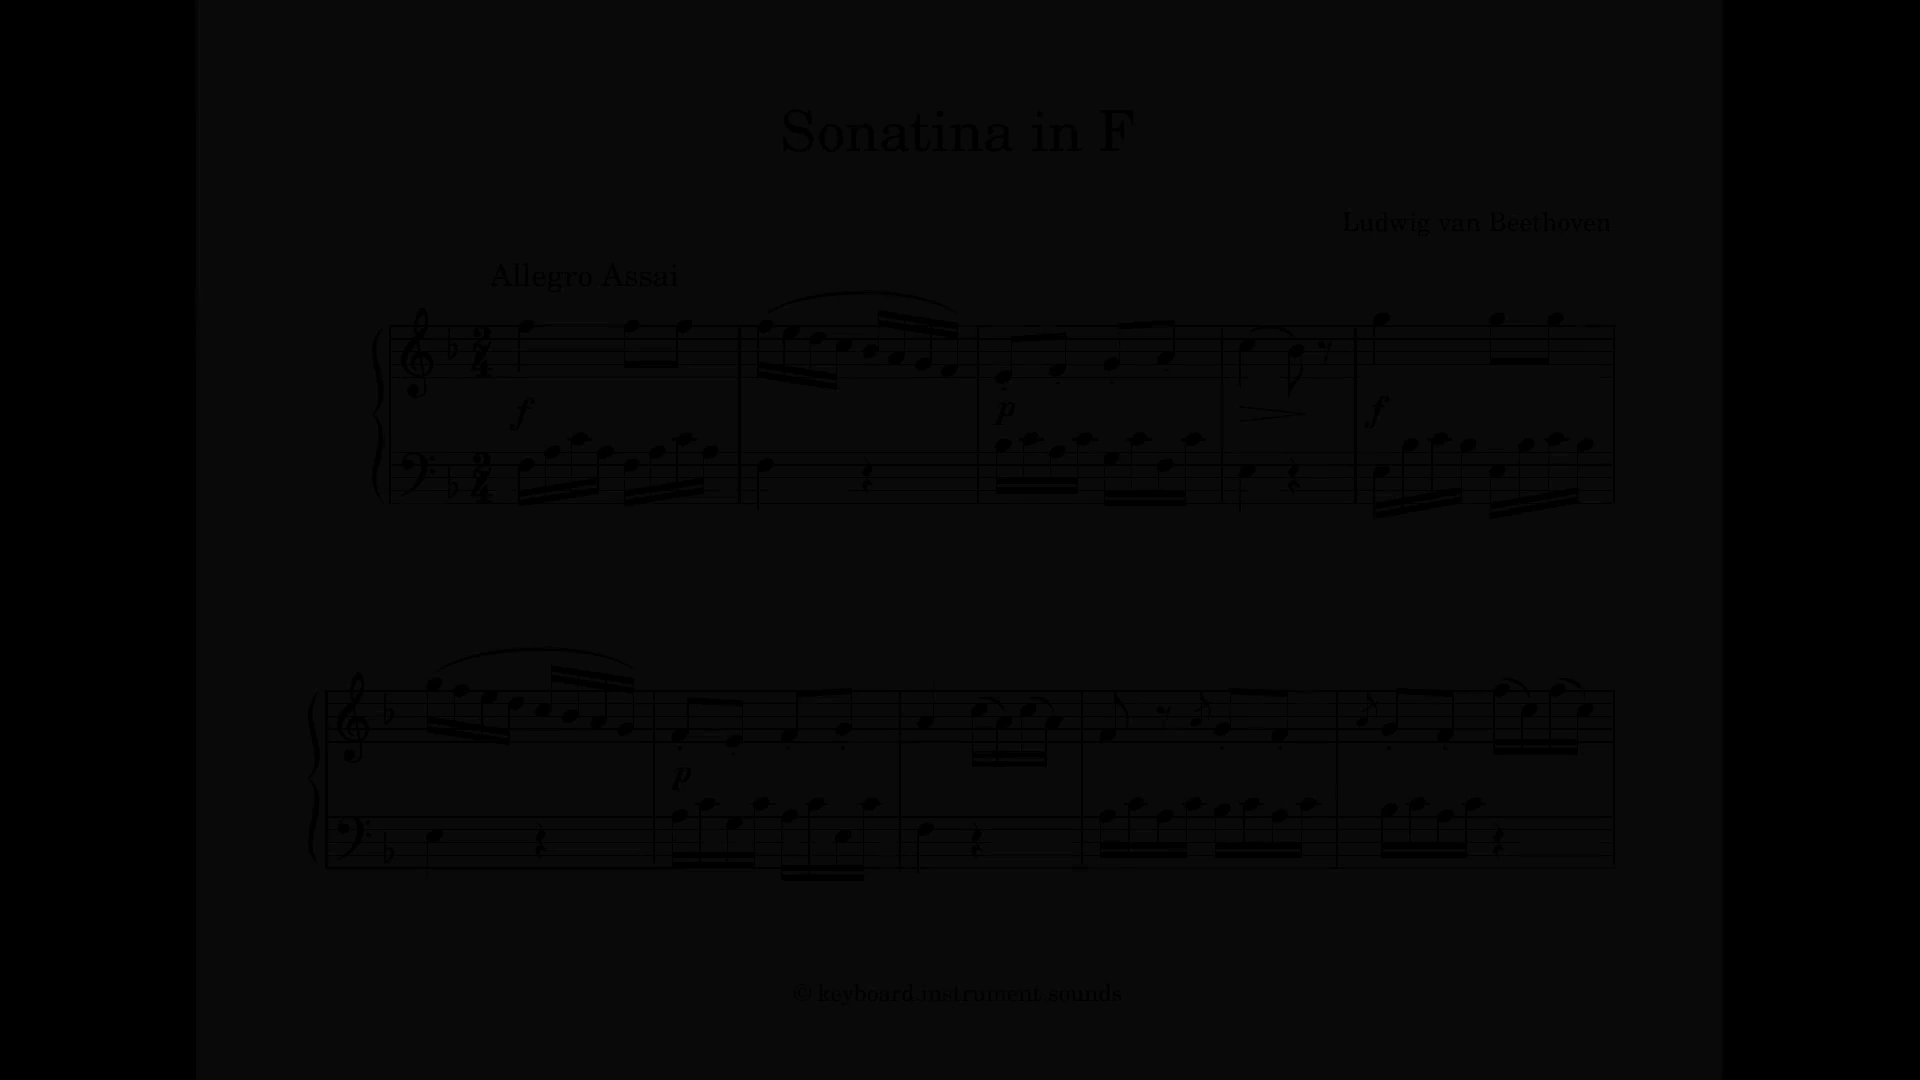 Sonatina in F
Ludwig van Beethoven
Allegro Assai
f
p
f
p
© keyboard.instrument.sounds